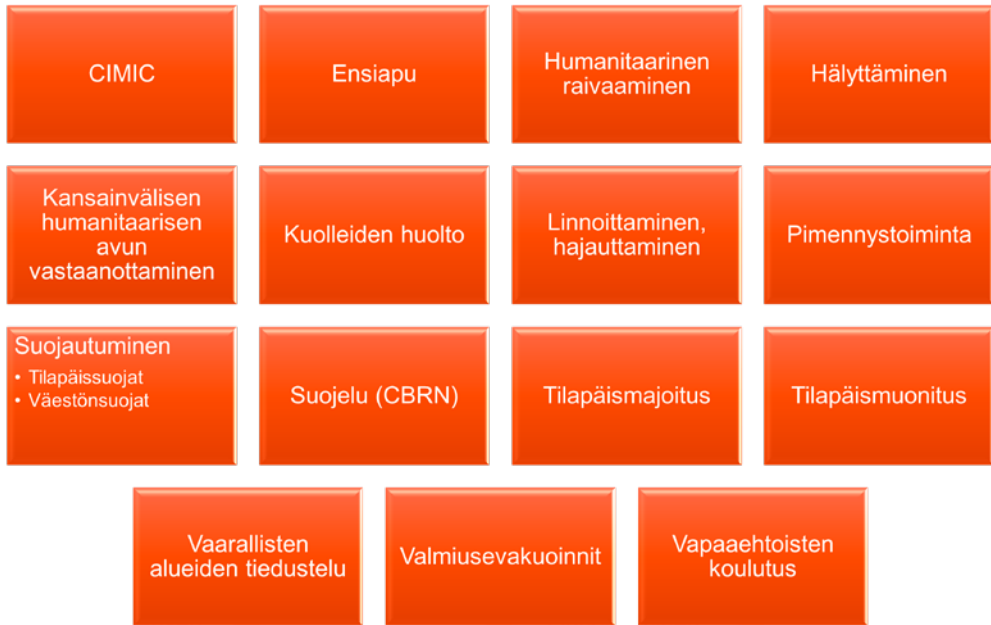 CIMIC
Ensiapu
Humanitaarinen
raivaaminen
Hälyttäminen
Kansainvälisen
humanitaarisen
avun
vastaanottaminen
Kuolleiden huolto
Linnoittaminen,
hajauttaminen
Pimennystoiminta
Suojautuminen
• Tilapäissuojat
• Väestönsuojat
Suojelu (CBRN)
Tilapäismajoitus
Tilapäismuonitus
Vaarallisten
alueiden tiedustelu
Valmiusevakuoinnit
Vapaaehtoisten
koulutus